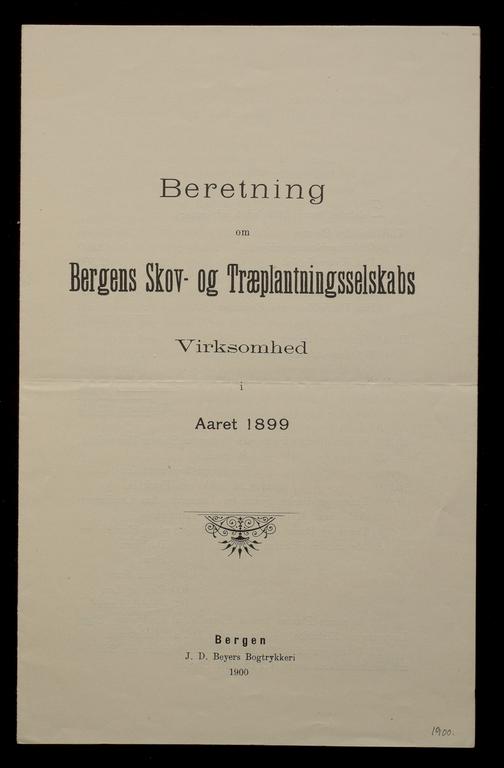 Beretning
om
Bergens Skov- og Træplantningsselskabs
Virksomhed
i
Aaret 1899
Bergen
J. D. Beyers Bogtrykkeri
1900
1900.